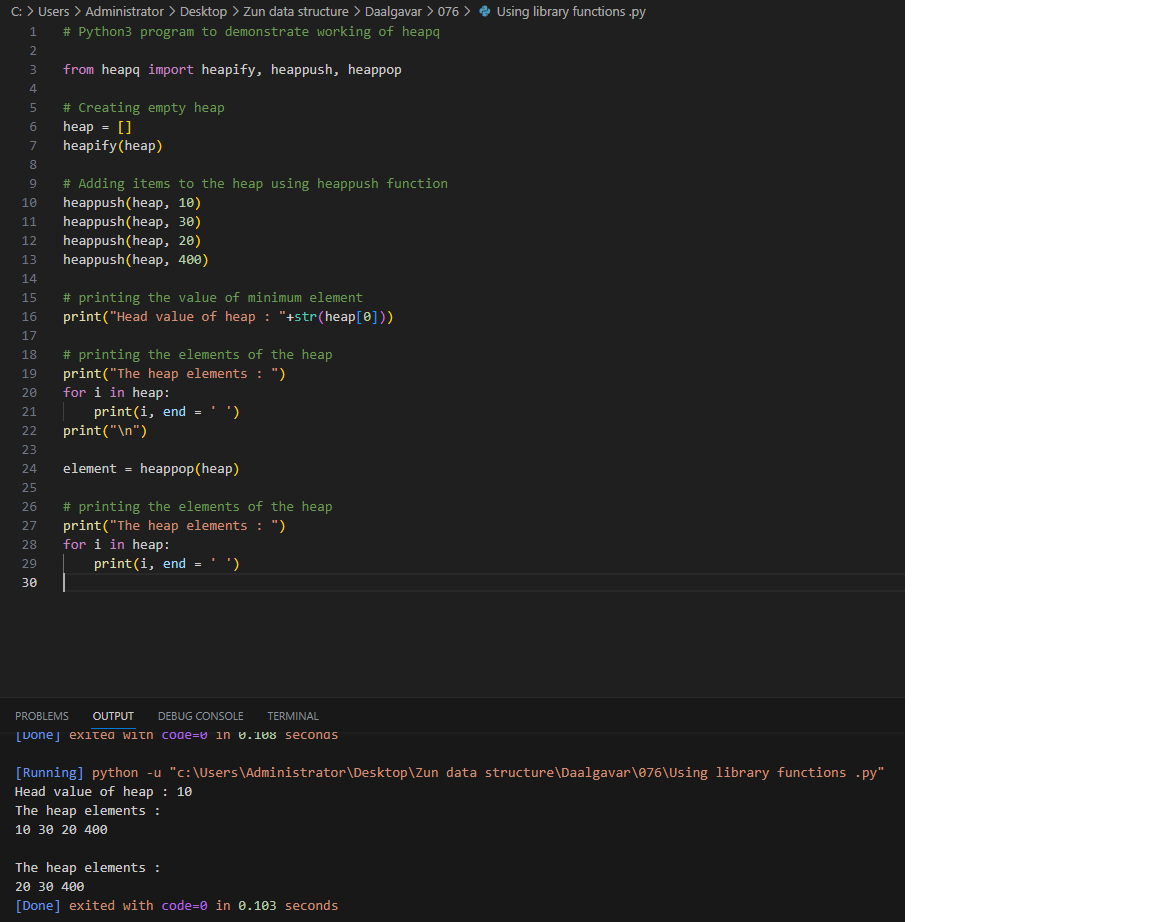 C: > Users > Administrator > Desktop > Zun data structure > Daalgavar > 076 > Using library functions .py
1 # Python3 program to demonstrate working of heapq
2
3 from heapq import heapify, heappush, heappop
4
5 # Creating empty heap
6 heap = []
7 heapify(heap)
8
9 # Adding items to the heap using heappush function
10 heappush(heap, 10)
11 heappush(heap, 30)
12 heappush(heap, 20)
13 heappush(heap, 400)
14
15 # printing the value of minimum element
16 print("Head value of heap : "+str(heap[0]))
17
18 # printing the elements of the heap
19 print("The heap elements : ")
20 for i in heap:
21     print(i, end = ' ')
22 print("\n")
23
24 element = heappop(heap)
25
26 # printing the elements of the heap
27 print("The heap elements : ")
28 for i in heap:
29     print(i, end = ' ')
30
PROBLEMS OUTPUT DEBUG CONSOLE TERMINAL
[Done] exited with code=0 in 0.108 seconds
[Running] python -u "c:\Users\Administrator\Desktop\Zun data structure\Daalgavar\076\Using library functions .py"
Head value of heap : 10
The heap elements :
10 30 20 400
The heap elements :
20 30 400
[Done] exited with code=0 in 0.103 seconds